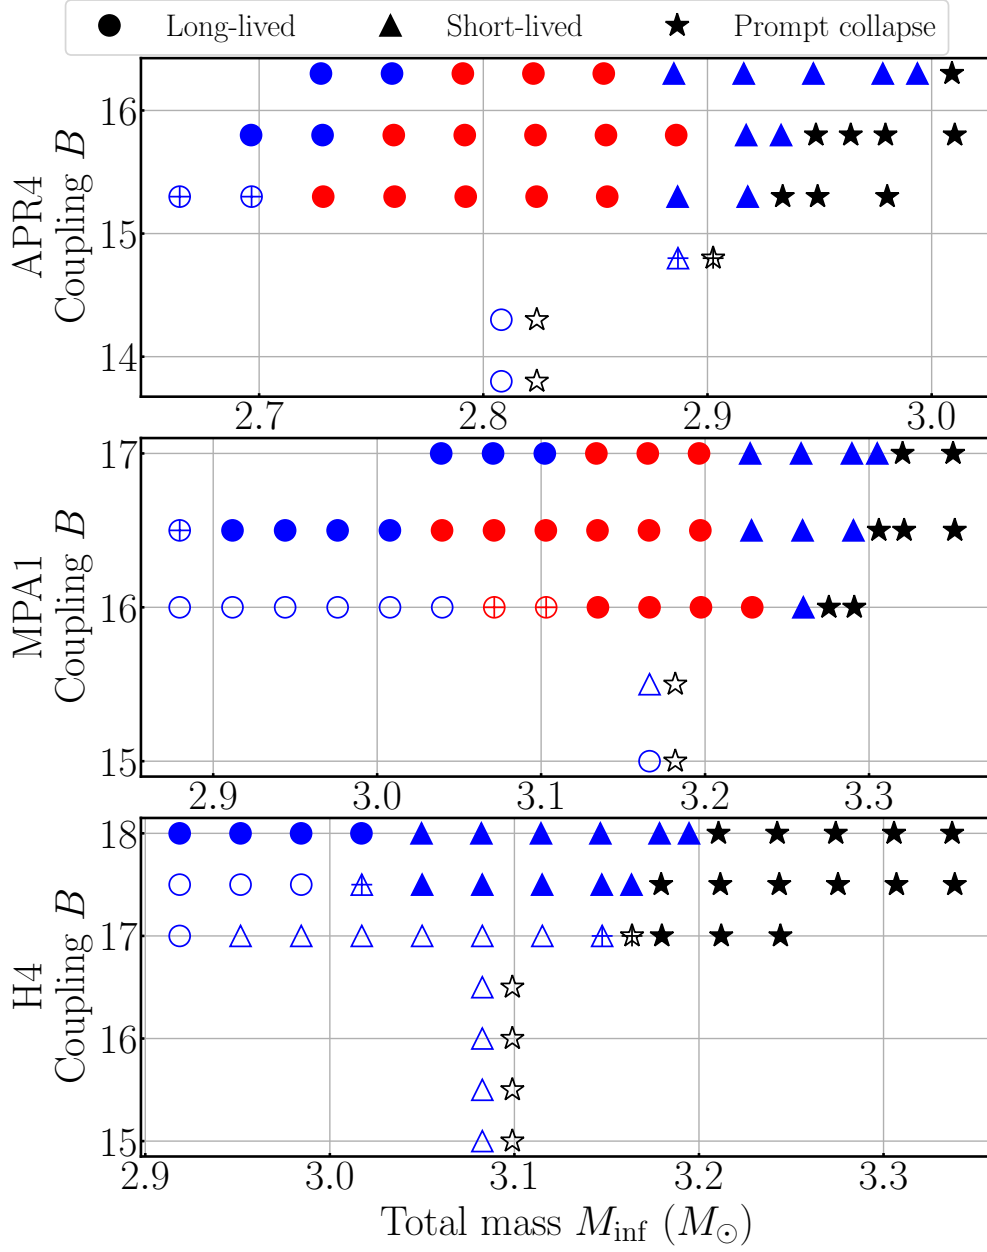 Long-lived Short-lived Prompt collapse
APR4
Coupling B
16
15
14
2.7 2.8 2.9 3.0
MPA1
Coupling B
17
16
15
2.9 3.0 3.1 3.2 3.3
H4
Coupling B
18
17
16
15
2.9 3.0 3.1 3.2 3.3
Total mass M_inf (M_⊙)